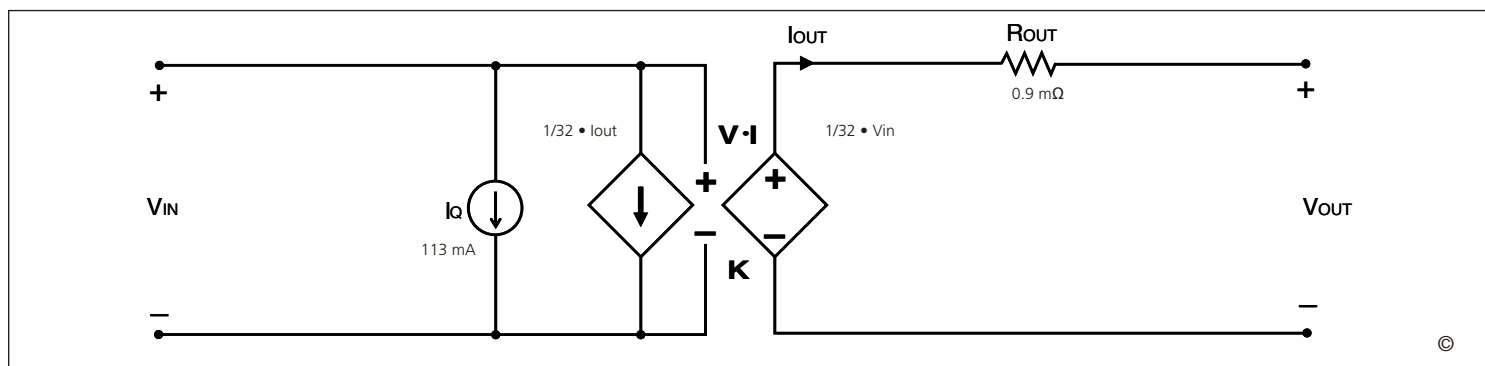 IOUT
ROUT
0.9 mΩ
+
+
1/32 • Iout
V•I
1/32 • Vin
+
+
VIN
IQ
VOUT
113 mA
–
–
K
–
–
©